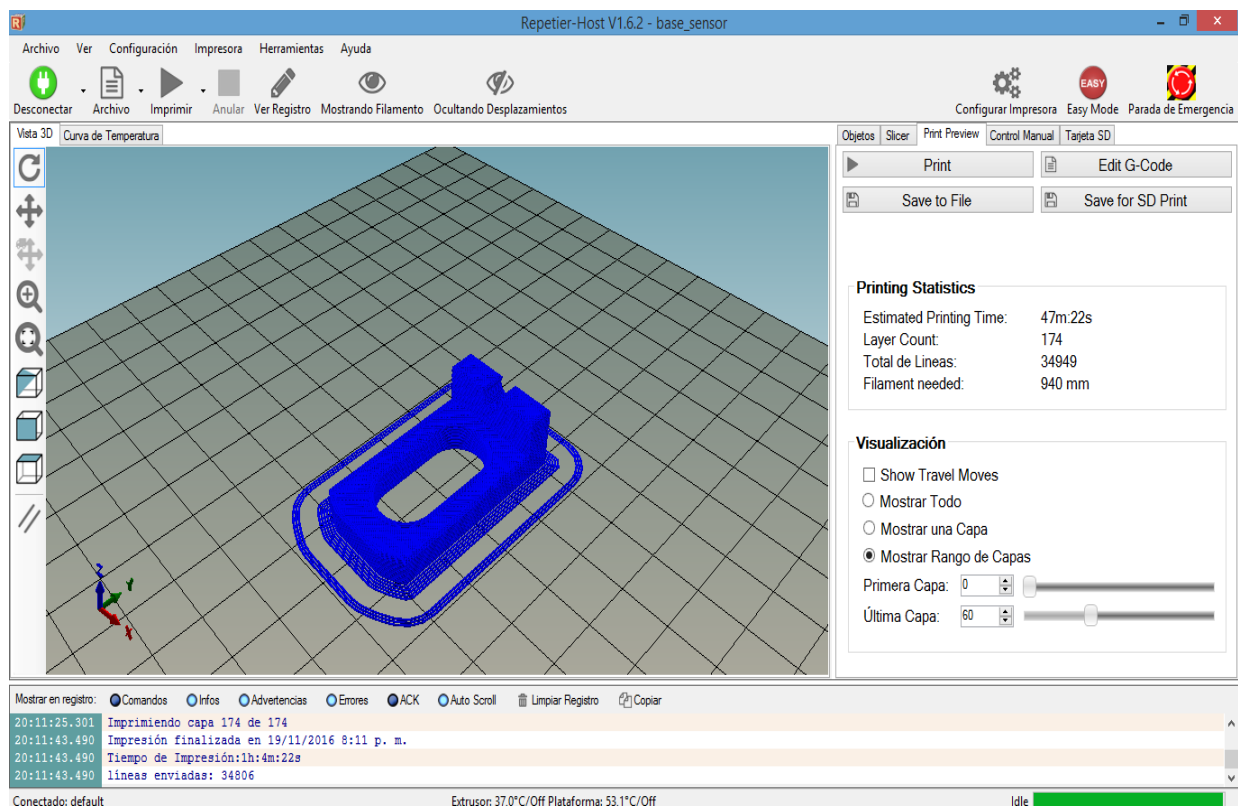 Repetier-Host V1.6.2 - base_sensor
Archivo Ver Configuración Impresora Herramientas Ayuda
Desconectar Archivo Imprimir Anular Ver Registro Mostrando Filamento Ocultando Desplazamientos EASY Configurar Impresora Easy Mode Parada de Emergencia
Vista 3D Curva de Temperatura
Objetos Slicer Print Preview Control Manual Tarjeta SD
Print Edit G-Code
Save to File Save for SD Print
Printing Statistics
Estimated Printing Time: 47m:22s
Layer Count: 174
Total de Lineas: 34949
Filament needed: 940 mm
Visualización
Show Travel Moves
Mostrar Todo
Mostrar una Capa
Mostrar Rango de Capas
Primera Capa: 0
Última Capa: 60
Z
Y
X
Mostrar en registro: Comandos Infos Advertencias Errores ACK Auto Scroll Limpiar Registro Copiar
20:11:25.301 Imprimiendo capa 174 de 174
20:11:43.490 Impresión finalizada en 19/11/2016 8:11 p. m.
20:11:43.490 Tiempo de Impresión:1h:4m:22s
20:11:43.490 líneas enviadas: 34806
Conectado: default Extrusor: 37.0°C/Off Plataforma: 53.1°C/Off Idle